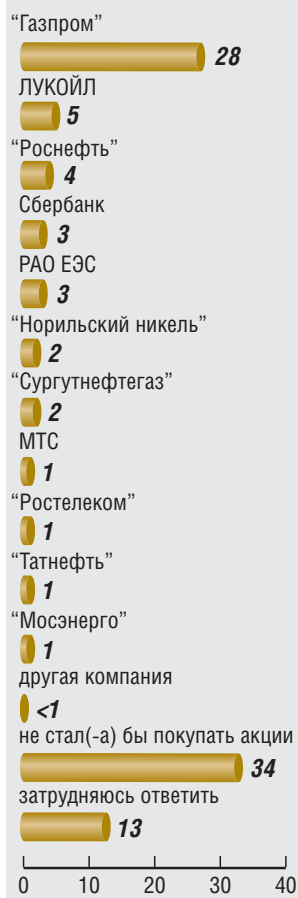 “Газпром”
28
ЛУКОЙЛ
5
“Роснефть”
4
Сбербанк
3
РАО ЕЭС
3
“Норильский никель”
2
“Сургутнефтегаз”
2
МТС
1
“Ростелеком”
1
“Татнефть”
1
“Мосэнерго”
1
другая компания
<1
не стал(-а) бы покупать акции
34
затрудняюсь ответить
13
0 10 20 30 40